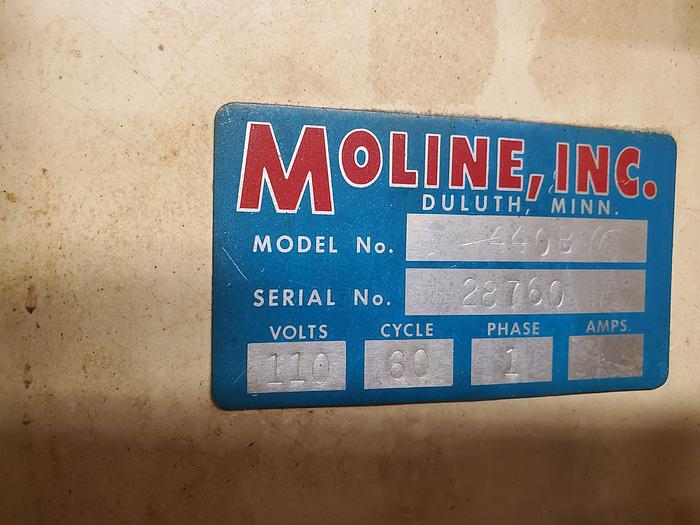 MOLINE, INC.
DULUTH, MINN.
MODEL No.
SERIAL No. 28760
VOLTS CYCLE PHASE AMPS.
110 60 1